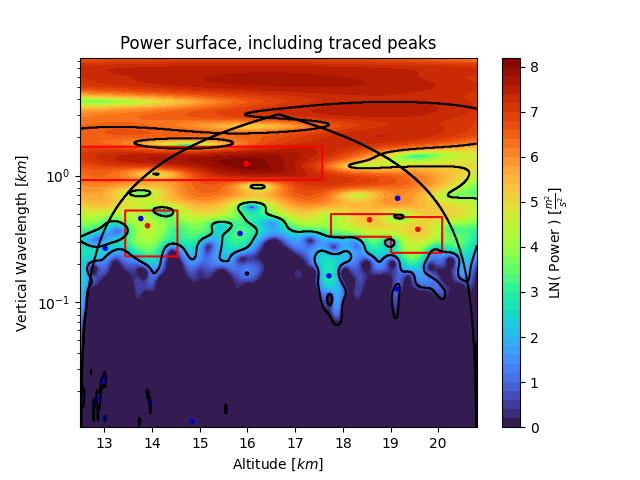 Power surface, including traced peaks
Vertical Wavelength [km]
10⁰
10⁻¹
13 14 15 16 17 18 19 20
Altitude [km]
8
7
6
5
4
3
2
1
0
LN( Power ) [m²/s²]